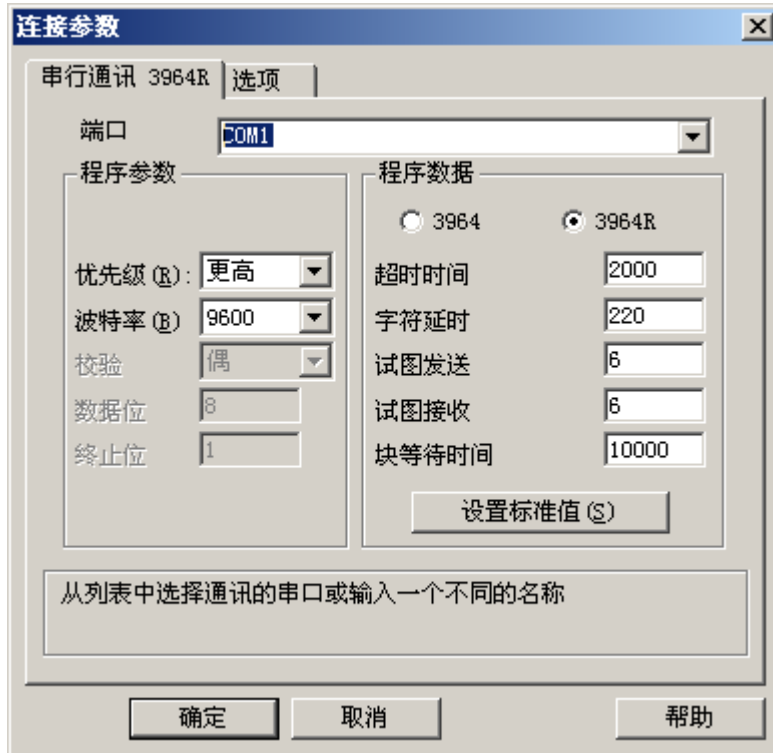 连接参数
串行通讯 3964R 选项
端口 COM1
程序参数
优先级(R): 更高
波特率(B) 9600
校验 偶
数据位 8
终止位 1
程序数据
3964 3964R
超时时间 2000
字符延时 220
试图发送 6
试图接收 6
块等待时间 10000
设置标准值(S)
从列表中选择通讯的串口或输入一个不同的名称
确定 取消 帮助